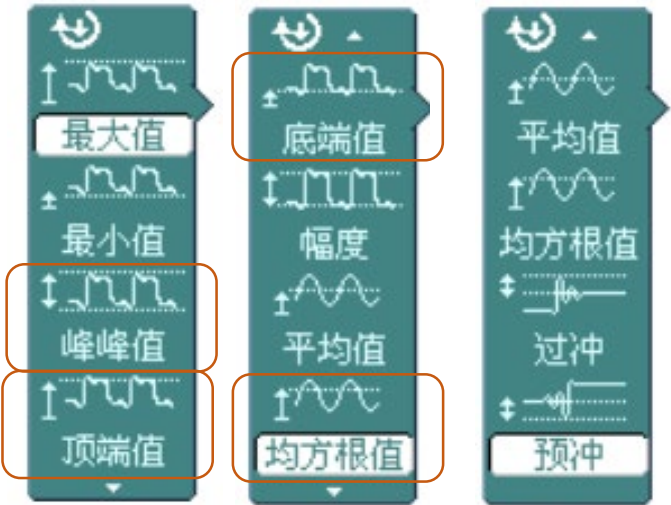 最大值
最小值
峰峰值
顶端值
底端值
幅度
平均值
均方根值
平均值
均方根值
过冲
预冲